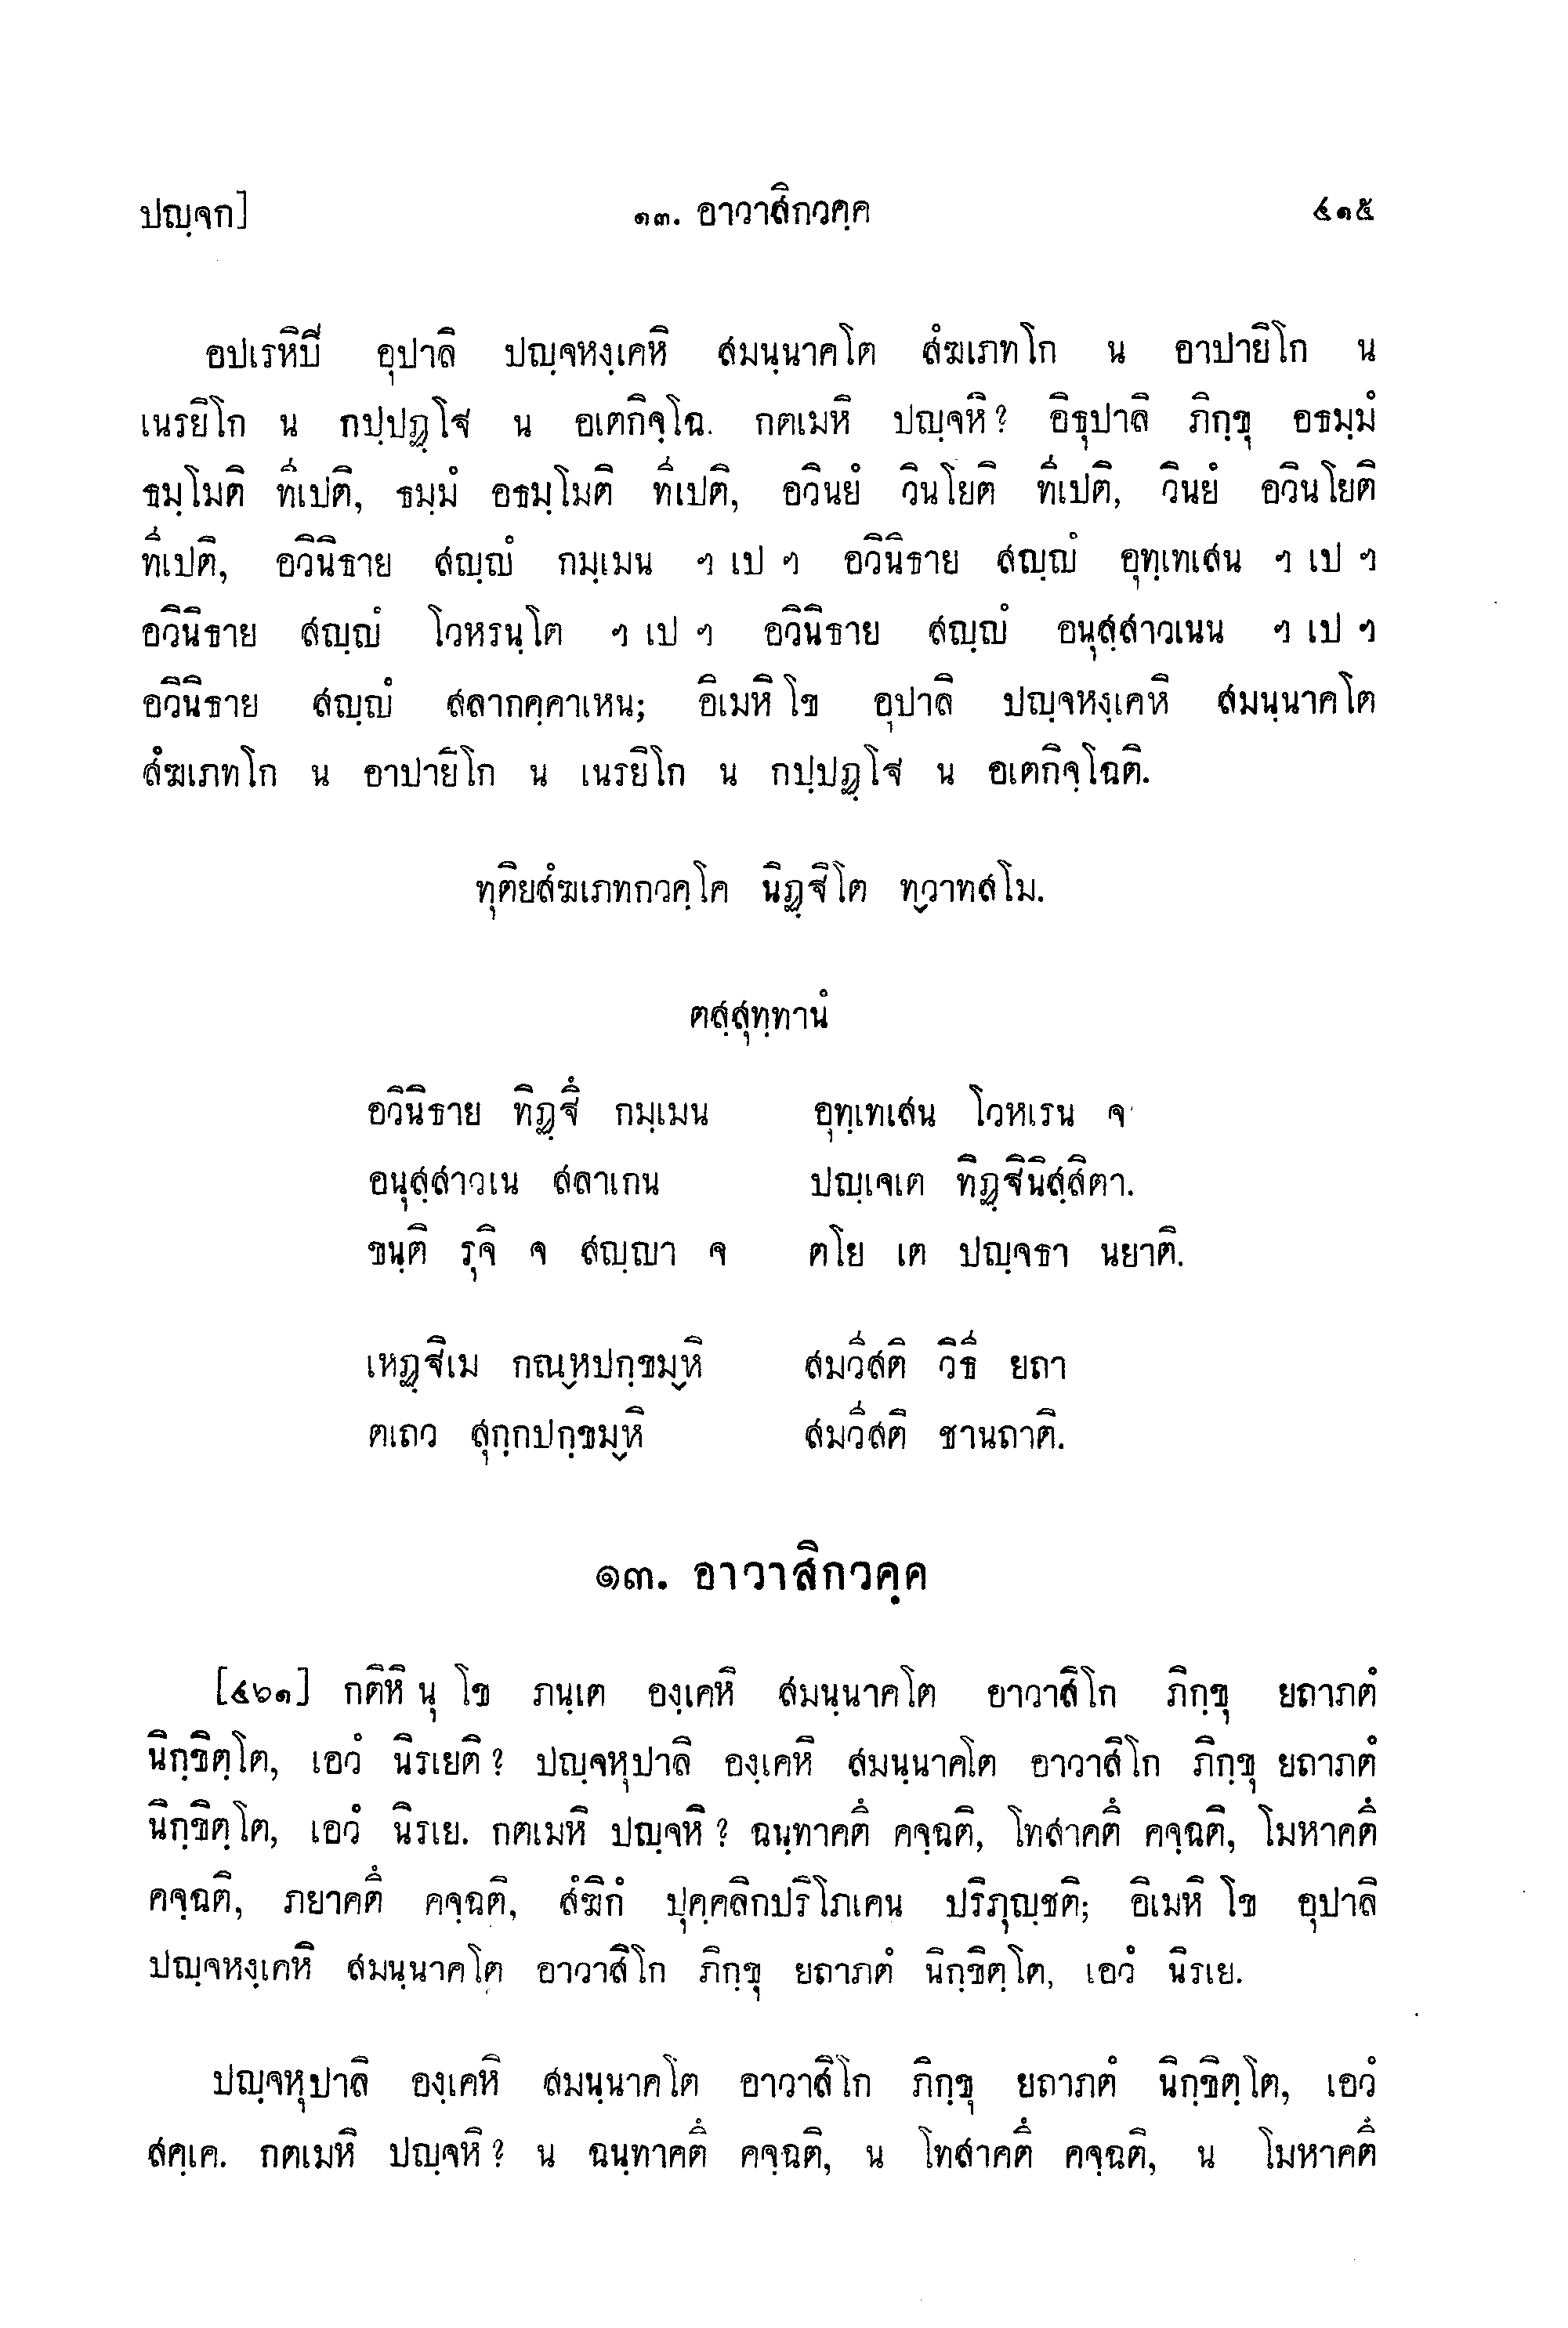 ปญฺจก] ๑๓. อาวาสิกวคฺค ๔๑๕
อปเรหิปิ อุปาลิ ปญฺจหงฺเคหิ สมนฺนาคโต สํฆเภทโก น อาปายิโก น
เนรยิโก น กปฺปฏฺโฐ น อเตกิจฺโฉ. กตเมหิ ปญฺจหิ? อิธุปาลิ ภิกฺขุ อธมฺมํ
ธมฺโมติ ทีเปติ, ธมฺมํ อธมฺโมติ ทีเปติ, อวินยํ วินโยติ ทีเปติ, วินยํ อวินโยติ
ทีเปติ, อวินิธาย สญฺญํ กมฺเมน ฯ เป ฯ อวินิธาย สญฺญํ อุทฺเทเสน ฯ เป ฯ
อวินิธาย สญฺญํ โวหรนฺโต ฯ เป ฯ อวินิธาย สญฺญํ อนุสฺสาวเนน ฯ เป ฯ
อวินิธาย สญฺญํ สลากคฺคาเหน; อิเมหิ โข อุปาลิ ปญฺจหงฺเคหิ สมนฺนาคโต
สํฆเภทโก น อาปายิโก น เนรยิโก น กปฺปฏฺโฐ น อเตกิจฺโฉติ.
ทุติยสํฆเภทกวคฺโค นิฏฺฐิโต ทฺวาทสโม.
ตสฺสุทฺทานํ
อวินิธาย ทิฏฺฐึ กมฺเมน อุทฺเทเสน โวหเรน จ
อนุสฺสาวเน สลาเกน ปญฺเจเต ทิฏฺฐินิสฺสิตา.
ขนฺติ รุจิ จ สญฺญา จ ตโย เต ปญฺจธา นยาติ.
เหฏฺฐิเม กณฺหปกฺขมฺหิ สมวีสติ วิธี ยถา
ตเถว สุกฺกปกฺขมฺหิ สมวีสติ ชานถาติ.
๑๓. อาวาสิกวคฺค
[๔๖๑] กติหิ นุ โข ภนฺเต องฺเคหิ สมนฺนาคโต อาวาสิโก ภิกฺขุ ยถาภตํ
นิกฺขิตฺโต, เอวํ นิรเยติ? ปญฺจหุปาลิ องฺเคหิ สมนฺนาคโต อาวาสิโก ภิกฺขุ ยถาภตํ
นิกฺขิตฺโต, เอวํ นิรเย. กตเมหิ ปญฺจหิ? ฉนฺทาคตึ คจฺฉติ, โทสาคตึ คจฺฉติ, โมหาคตึ
คจฺฉติ, ภยาคตึ คจฺฉติ, สํฆิกํ ปุคฺคลิกปริโภเคน ปริภุญฺชติ; อิเมหิ โข อุปาลิ
ปญฺจหงฺเคหิ สมนฺนาคโต อาวาสิโก ภิกฺขุ ยถาภตํ นิกฺขิตฺโต, เอวํ นิรเย.
ปญฺจหุปาลิ องฺเคหิ สมนฺนาคโต อาวาสิโก ภิกฺขุ ยถาภตํ นิกฺขิตฺโต, เอวํ
สคฺเค. กตเมหิ ปญฺจหิ? น ฉนฺทาคตึ คจฺฉติ, น โทสาคตึ คจฺฉติ, น โมหาคตึ